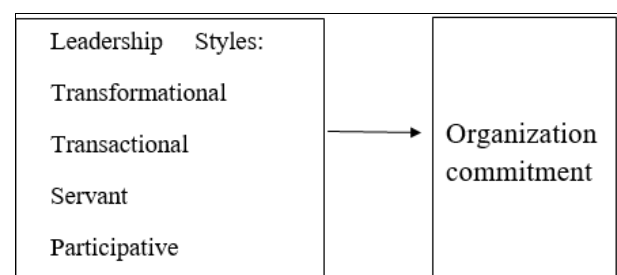 Leadership Styles:
Transformational
Transactional
Servant
Participative
Organization
commitment